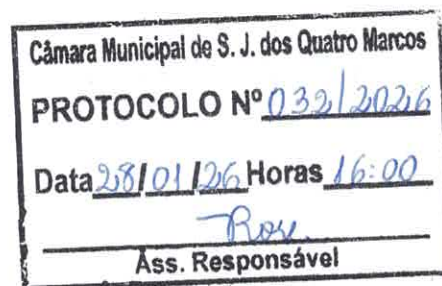 Câmara Municipal de S. J. dos Quatro Marcos
PROTOCOLO Nº 032/2026
Data 28/01/26 Horas 16:00
Rose
Ass. Responsável